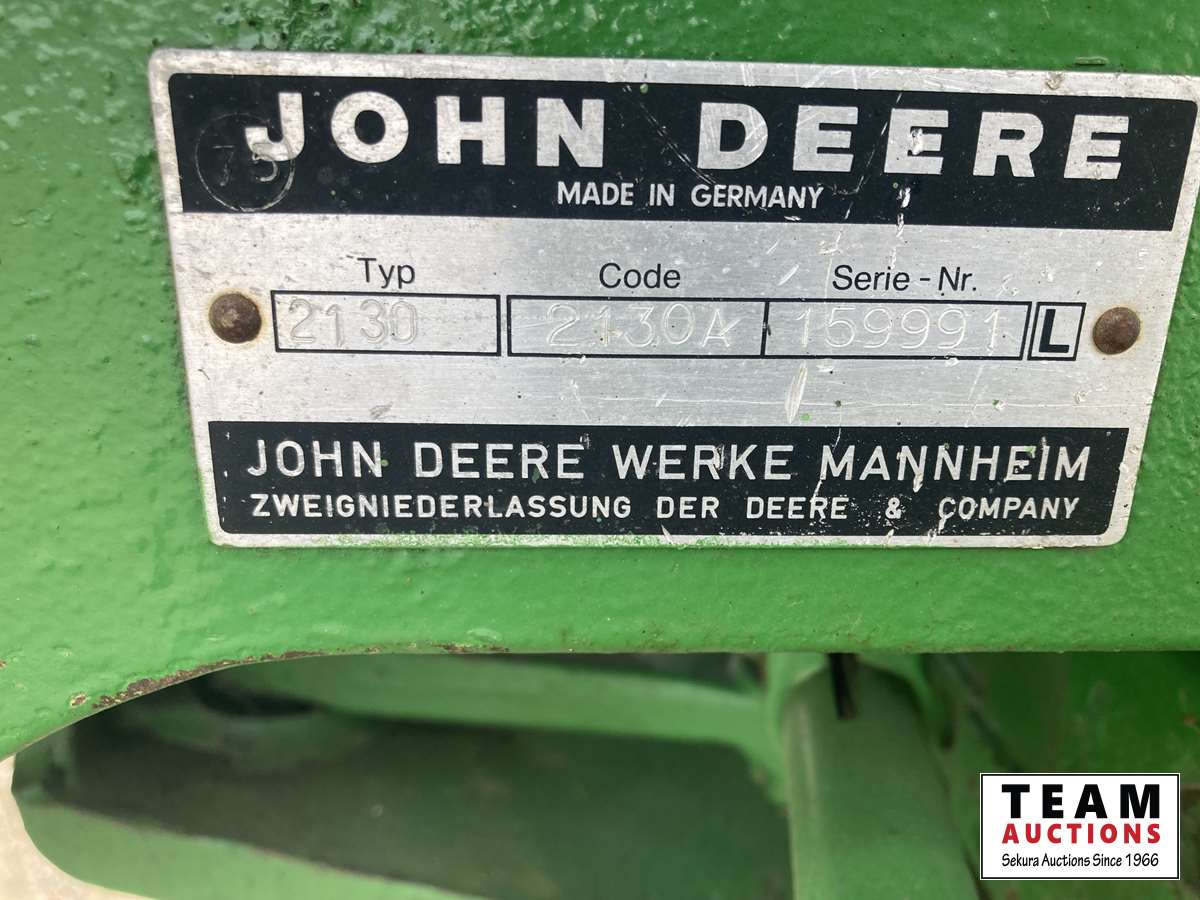 JOHN DEERE
75
MADE IN GERMANY
Typ Code Serie - Nr.
2130 2130A 159991 L
JOHN DEERE WERKE MANNHEIM
ZWEIGNIEDERLASSUNG DER DEERE & COMPANY
TEAM
AUCTIONS
Sekura Auctions Since 1966